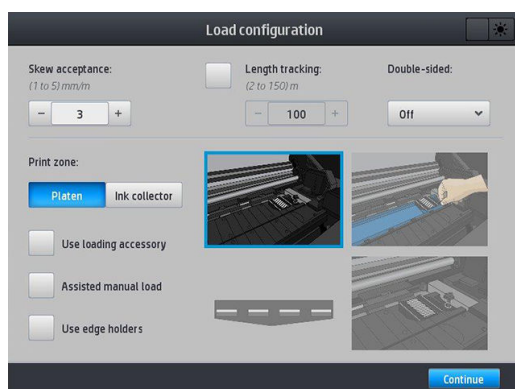 Load configuration
Skew acceptance:
(1 to 5) mm/m
- 3 +
Length tracking:
(2 to 150) m
- 100 +
Double-sided:
Off
Print zone:
Platen
Ink collector
Use loading accessory
Assisted manual load
Use edge holders
Continue